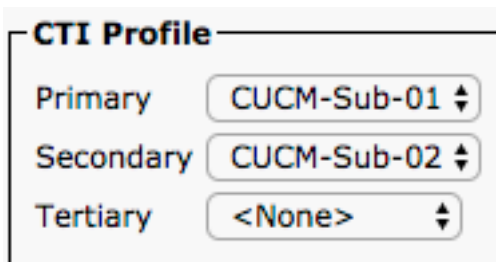 CTI Profile
Primary CUCM-Sub-01
Secondary CUCM-Sub-02
Tertiary <None>